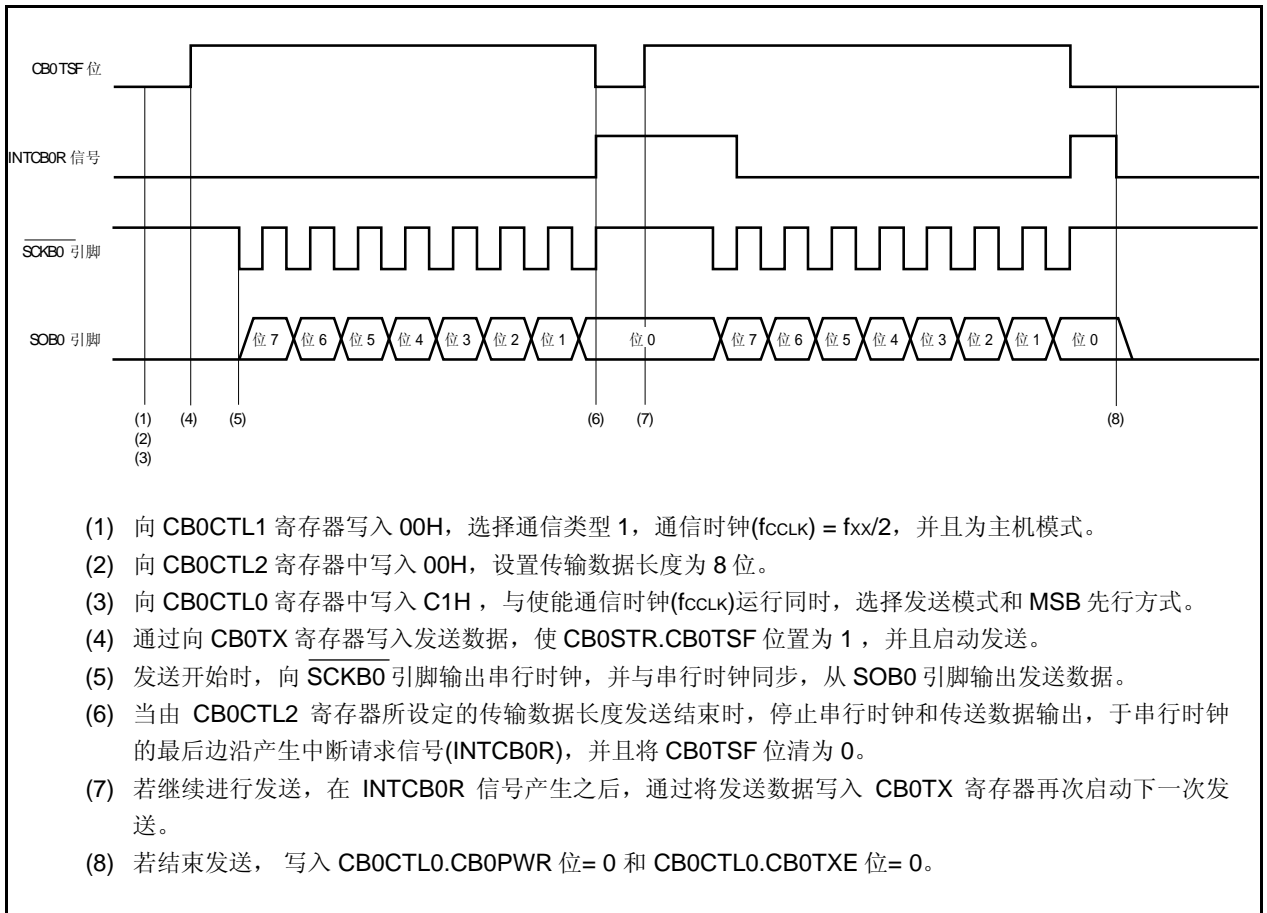 CB0TSF 位
INTCB0R 信号
SCKB0 引脚
SOB0 引脚
位 7 位 6 位 5 位 4 位 3 位 2 位 1 位 0 位 7 位 6 位 5 位 4 位 3 位 2 位 1 位 0
(1) (4) (5) (6) (7) (8)
(2)
(3)
(1) 向 CB0CTL1 寄存器写入 00H，选择通信类型 1，通信时钟(fCCLK) = fXX/2，并且为主机模式。
(2) 向 CB0CTL2 寄存器中写入 00H，设置传输数据长度为 8 位。
(3) 向 CB0CTL0 寄存器中写入 C1H ，与使能通信时钟(fCCLK)运行同时，选择发送模式和 MSB 先行方式。
(4) 通过向 CB0TX 寄存器写入发送数据，使 CB0STR.CB0TSF 位置为 1 ，并且启动发送。
(5) 发送开始时，向 SCKB0 引脚输出串行时钟，并与串行时钟同步，从 SOB0 引脚输出发送数据。
(6) 当由 CB0CTL2 寄存器所设定的传输数据长度发送结束时，停止串行时钟和传送数据输出，于串行时钟
的最后边沿产生中断请求信号(INTCB0R)，并且将 CB0TSF 位清为 0。
(7) 若继续进行发送，在 INTCB0R 信号产生之后，通过将发送数据写入 CB0TX 寄存器再次启动下一次发
送。
(8) 若结束发送， 写入 CB0CTL0.CB0PWR 位= 0 和 CB0CTL0.CB0TXE 位= 0。